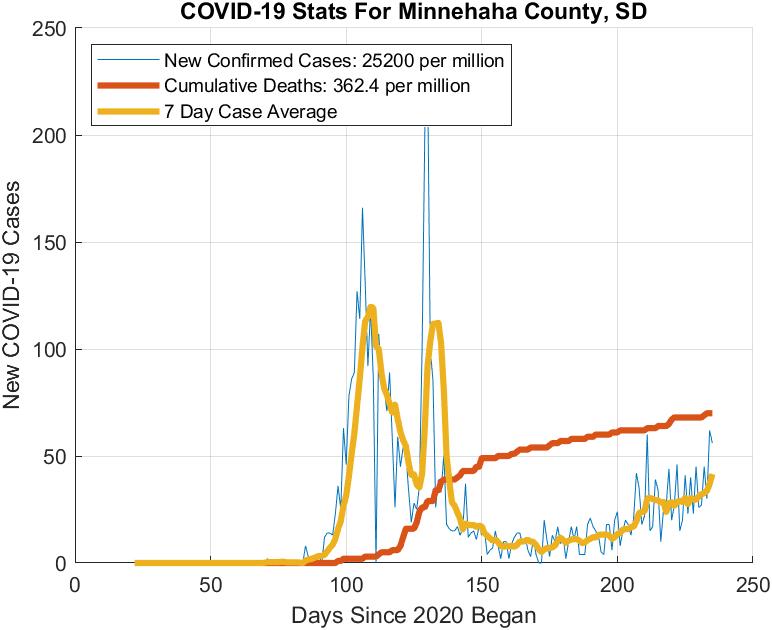 COVID-19 Stats For Minnehaha County, SD
250
New Confirmed Cases: 25200 per million
Cumulative Deaths: 362.4 per million
7 Day Case Average
200
150
100
50
0
New COVID-19 Cases
0 50 100 150 200 250
Days Since 2020 Began